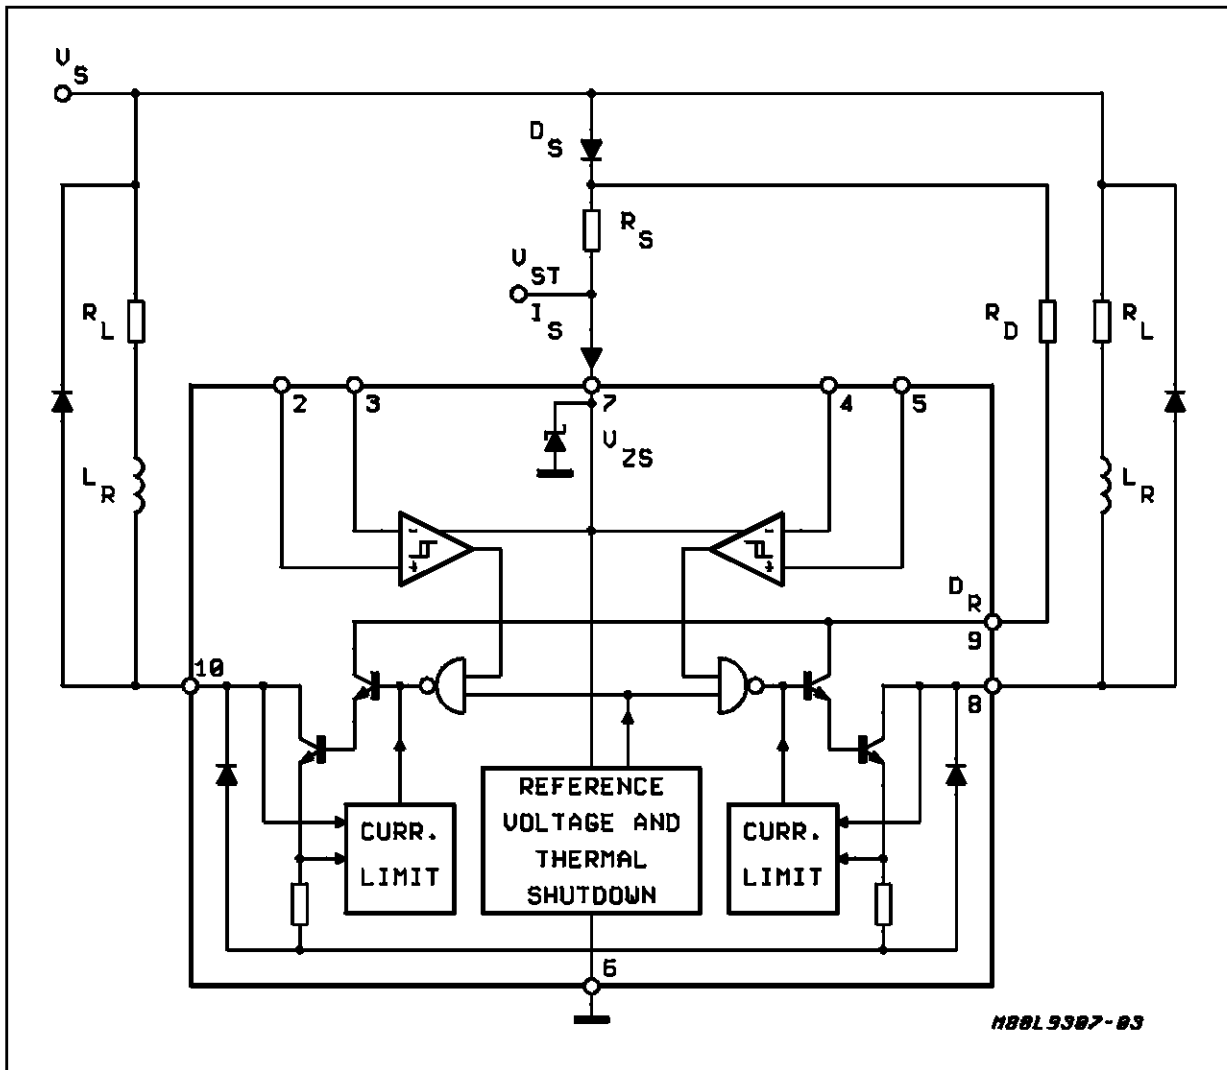 V S
D S
R S
V ST
I S
R L
R D
R L
2
3
7
4
5
V ZS
L R
L R
-
+
-
+
D R
9
10
8
REFERENCE
VOLTAGE AND
THERMAL
SHUTDOWN
CURR.
LIMIT
CURR.
LIMIT
6
M88L9307-03